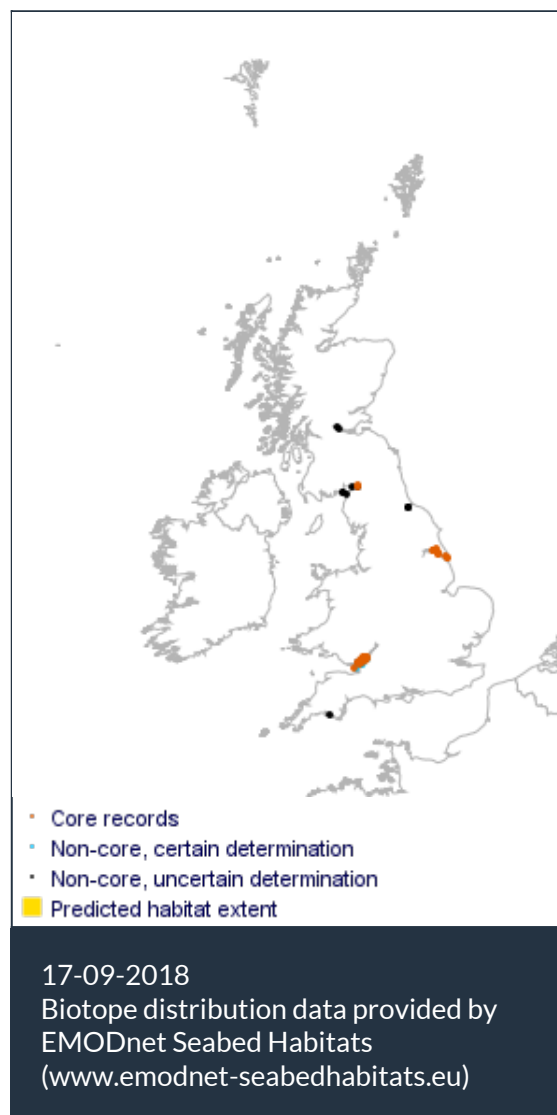 Core records
Non-core, certain determination
Non-core, uncertain determination
Predicted habitat extent
17-09-2018
Biotope distribution data provided by
EMODnet Seabed Habitats
(www.emodnet-seabedhabitats.eu)